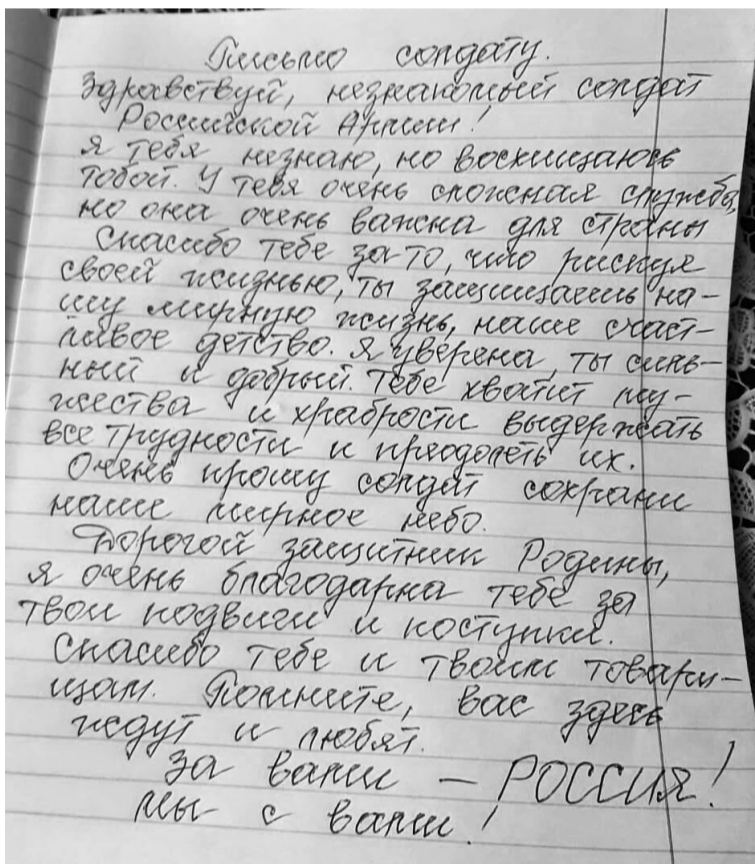 Письмо солдату.
Здравствуй, незнакомый солдат
Российской Армии!
Я тебя незнаю, но восхищаюсь
тобой. У тебя очень сложная служба,
но она очень важна для страны
Спасибо тебе за то, что рискуя
своей жизнью, ты защищаешь на-
шу мирную жизнь, наше счаст-
ливое детство. Я уверена, ты силь-
ный и добрый. Тебе хватит му-
жества и храбрости выдержать
все трудности и преодолеть их.
Очень прошу солдат сохрани
наше мирное небо.
Дорогой защитник Родины,
я очень благодарна тебе за
твои подвиги и поступки.
Спасибо тебе и твоим товари-
щам. Помните, вас здесь
ждут и любят.
За вами – РОССИЯ!
Мы с вами!